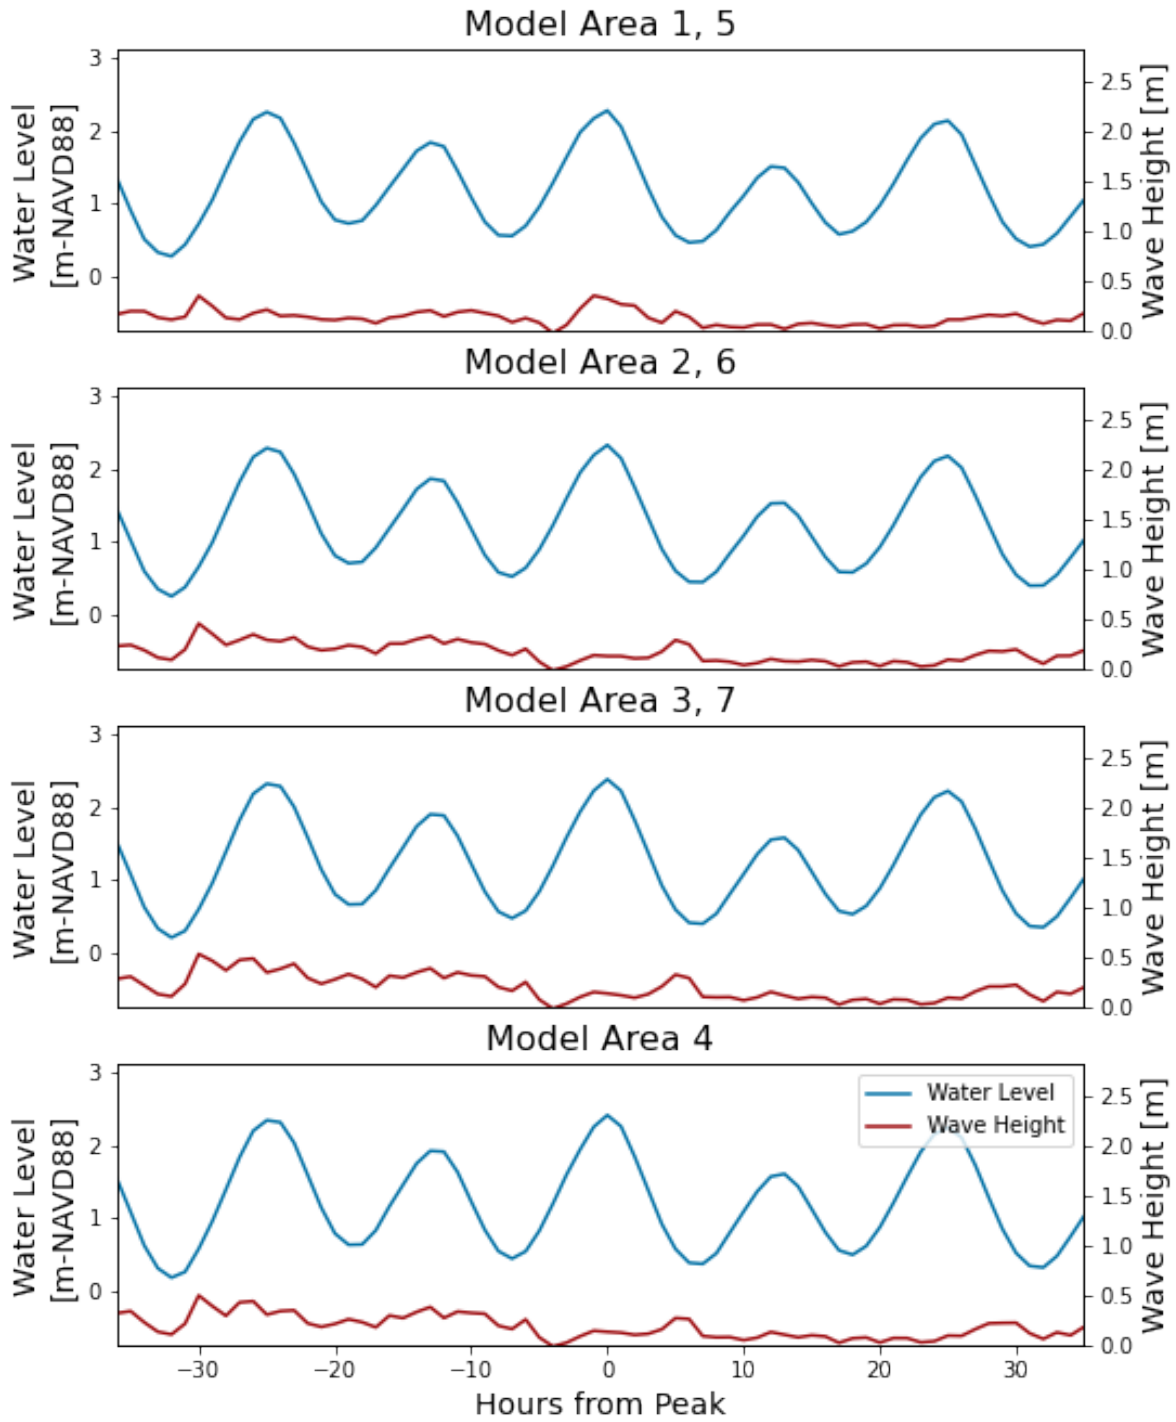 Model Area 1, 5
Water Level
[m-NAVD88]
3
2
1
0
2.5
2.0
1.5
1.0
0.5
0.0
Wave Height [m]
Model Area 2, 6
Water Level
[m-NAVD88]
3
2
1
0
2.5
2.0
1.5
1.0
0.5
0.0
Wave Height [m]
Model Area 3, 7
Water Level
[m-NAVD88]
3
2
1
0
2.5
2.0
1.5
1.0
0.5
0.0
Wave Height [m]
Model Area 4
Water Level
[m-NAVD88]
3
2
1
0
Water Level
Wave Height
2.5
2.0
1.5
1.0
0.5
0.0
Wave Height [m]
−30 −20 −10 0 10 20 30
Hours from Peak